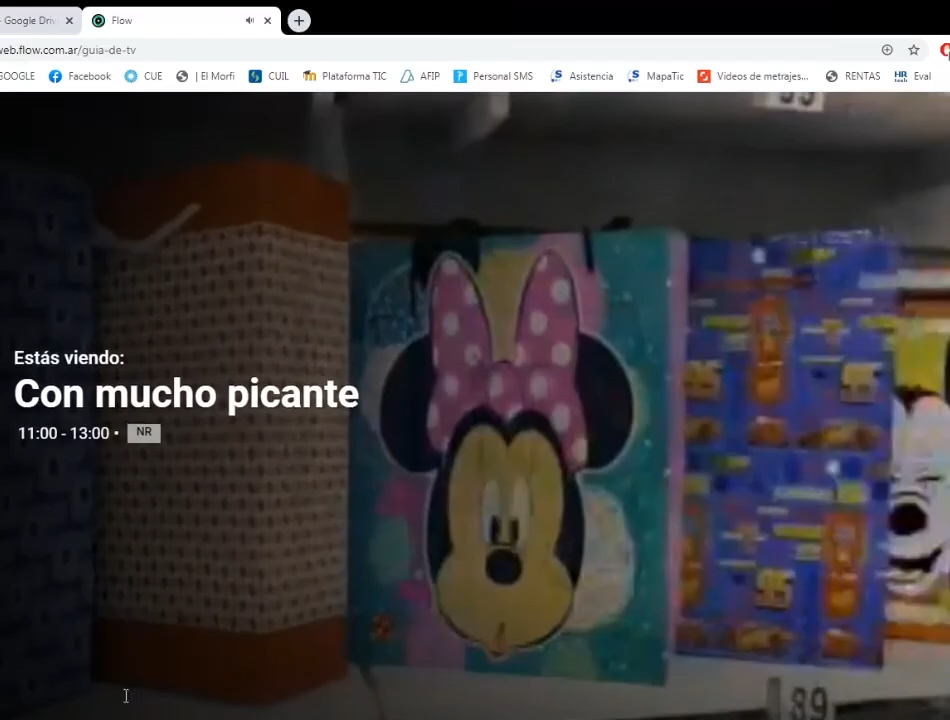 - Google Driv
Flow
web.flow.com.ar/guia-de-tv
GOOGLE
Facebook
CUE
| El Morfi
CUIL
Plataforma TIC
AFIP
Personal SMS
Asistencia
MapaTic
Videos de metrajes...
RENTAS
HR
Eval
Estás viendo:
Con mucho picante
11:00 - 13:00 • NR
39